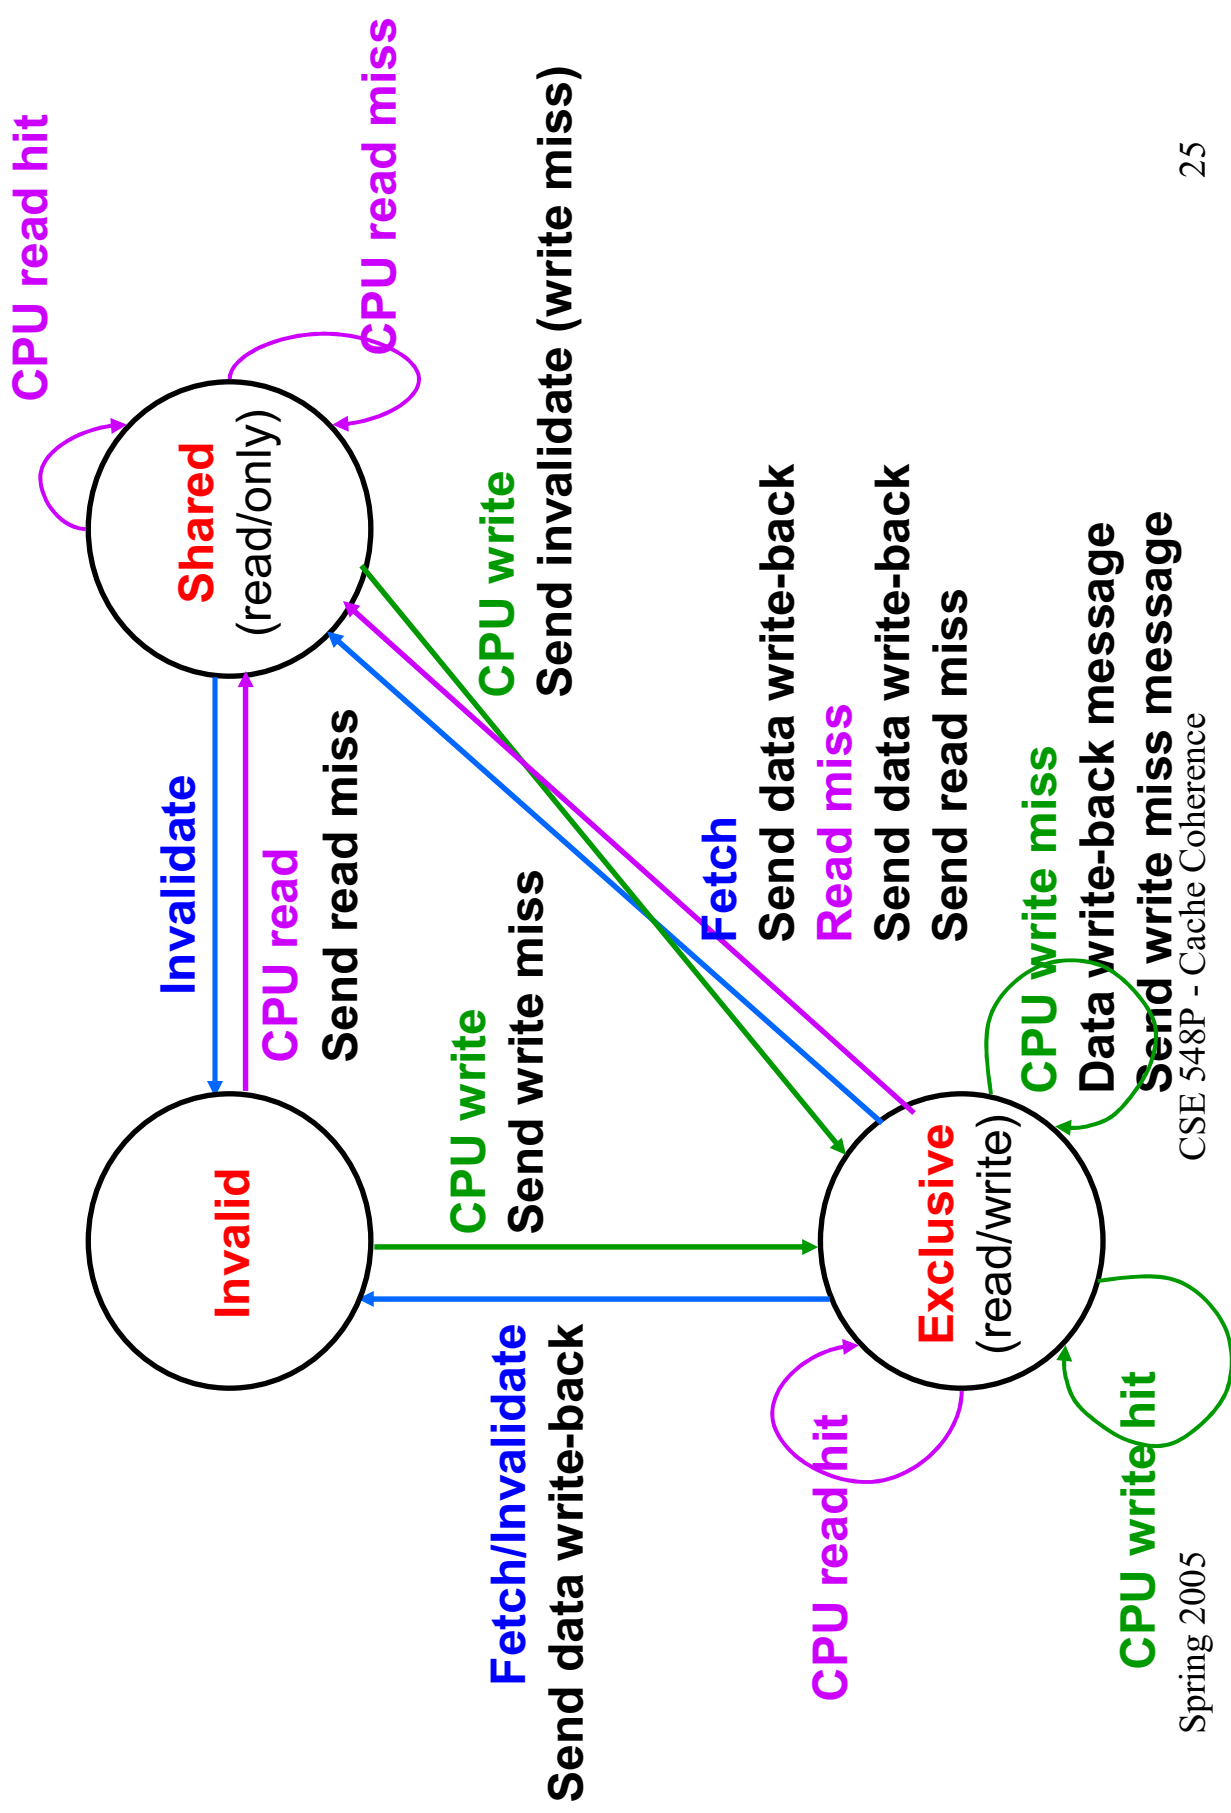 CPU read hit
Invalidate
Invalid
Shared
(read/only)
CPU read
Send read miss
CPU read miss
CPU write
Send write miss
CPU write
Send invalidate (write miss)
Fetch/Invalidate
Send data write-back
Fetch
Send data write-back
Read miss
Send data write-back
Send read miss
CPU read hit
Exclusive
(read/write)
CPU write miss
Data write-back message
Send write miss message
CPU write hit
Spring 2005
CSE 548P - Cache Coherence
25